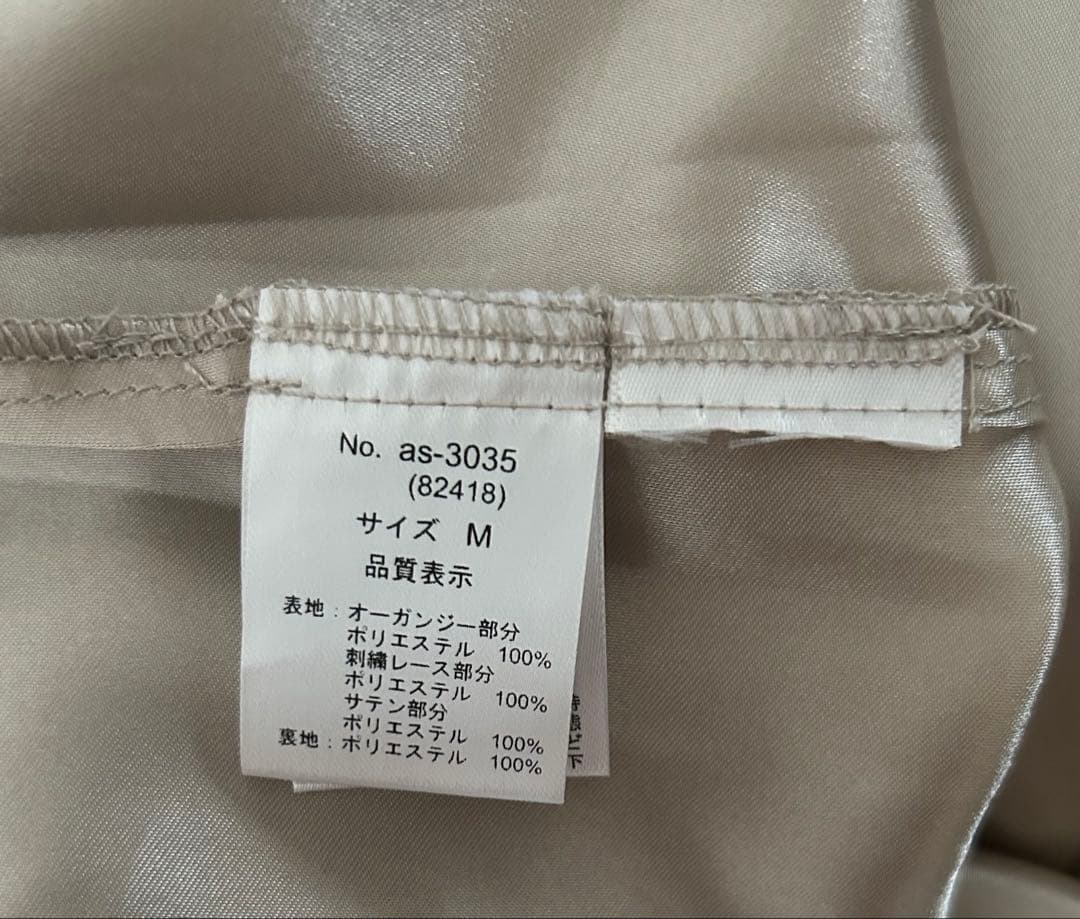 No. as-3035
(82418)
サイズ M
品質表示
表地：オーガンジー部分
ポリエステル 100%
刺繍レース部分
ポリエステル 100%
サテン部分
ポリエステル 100%
裏地：ポリエステル 100%